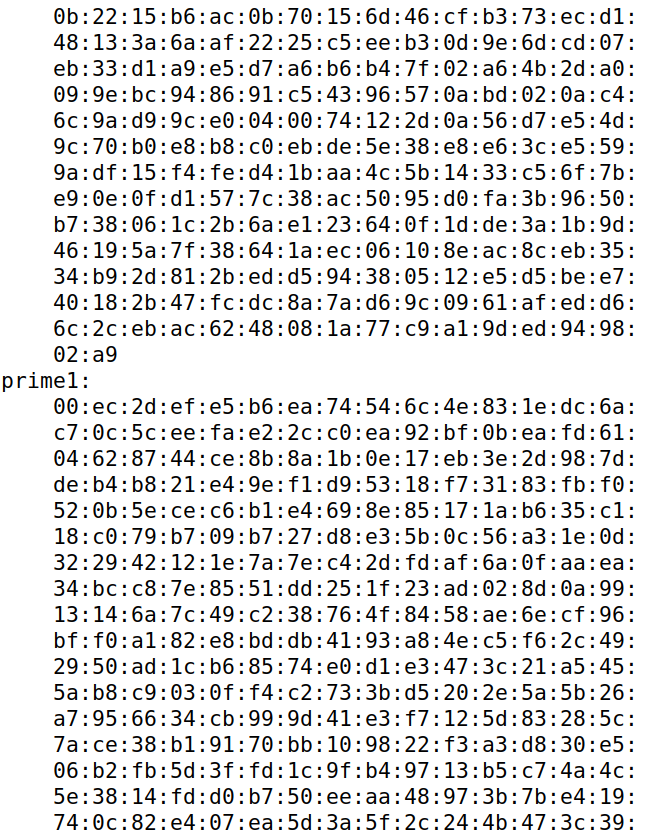 0b:22:15:b6:ac:0b:70:15:6d:46:cf:b3:73:ec:d1:
48:13:3a:6a:af:22:25:c5:ee:b3:0d:9e:6d:cd:07:
eb:33:d1:a9:e5:d7:a6:b6:b4:7f:02:a6:4b:2d:a0:
09:9e:bc:94:86:91:c5:43:96:57:0a:bd:02:0a:c4:
6c:9a:d9:9c:e0:04:00:74:12:2d:0a:56:d7:e5:4d:
9c:70:b0:e8:b8:c0:eb:de:5e:38:e8:e6:3c:e5:59:
9a:df:15:f4:fe:d4:1b:aa:4c:5b:14:33:c5:6f:7b:
e9:0e:0f:d1:57:7c:38:ac:50:95:d0:fa:3b:96:50:
b7:38:06:1c:2b:6a:e1:23:64:0f:1d:de:3a:1b:9d:
46:19:5a:7f:38:64:1a:ec:06:10:8e:ac:8c:eb:35:
34:b9:2d:81:2b:ed:d5:94:38:05:12:e5:d5:be:e7:
40:18:2b:47:fc:dc:8a:7a:d6:9c:09:61:af:ed:d6:
6c:2c:eb:ac:62:48:08:1a:77:c9:a1:9d:ed:94:98:
02:a9
prime1:
00:ec:2d:ef:e5:b6:ea:74:54:6c:4e:83:1e:dc:6a:
c7:0c:5c:ee:fa:e2:2c:c0:ea:92:bf:0b:ea:fd:61:
04:62:87:44:ce:8b:8a:1b:0e:17:eb:3e:2d:98:7d:
de:b4:b8:21:e4:9e:f1:d9:53:18:f7:31:83:fb:f0:
52:0b:5e:ce:c6:b1:e4:69:8e:85:17:1a:b6:35:c1:
18:c0:79:b7:09:b7:27:d8:e3:5b:0c:56:a3:1e:0d:
32:29:42:12:1e:7a:7e:c4:2d:fd:af:6a:0f:aa:ea:
34:bc:c8:7e:85:51:dd:25:1f:23:ad:02:8d:0a:99:
13:14:6a:7c:49:c2:38:76:4f:84:58:ae:6e:cf:96:
bf:f0:a1:82:e8:bd:db:41:93:a8:4e:c5:f6:2c:49:
29:50:ad:1c:b6:85:74:e0:d1:e3:47:3c:21:a5:45:
5a:b8:c9:03:0f:f4:c2:73:3b:d5:20:2e:5a:5b:26:
a7:95:66:34:cb:99:9d:41:e3:f7:12:5d:83:28:5c:
7a:ce:38:b1:91:70:bb:10:98:22:f3:a3:d8:30:e5:
06:b2:fb:5d:3f:fd:1c:9f:b4:97:13:b5:c7:4a:4c:
5e:38:14:fd:d0:b7:50:ee:aa:48:97:3b:7b:e4:19:
74:0c:82:e4:07:ea:5d:3a:5f:2c:24:4b:47:3c:39: